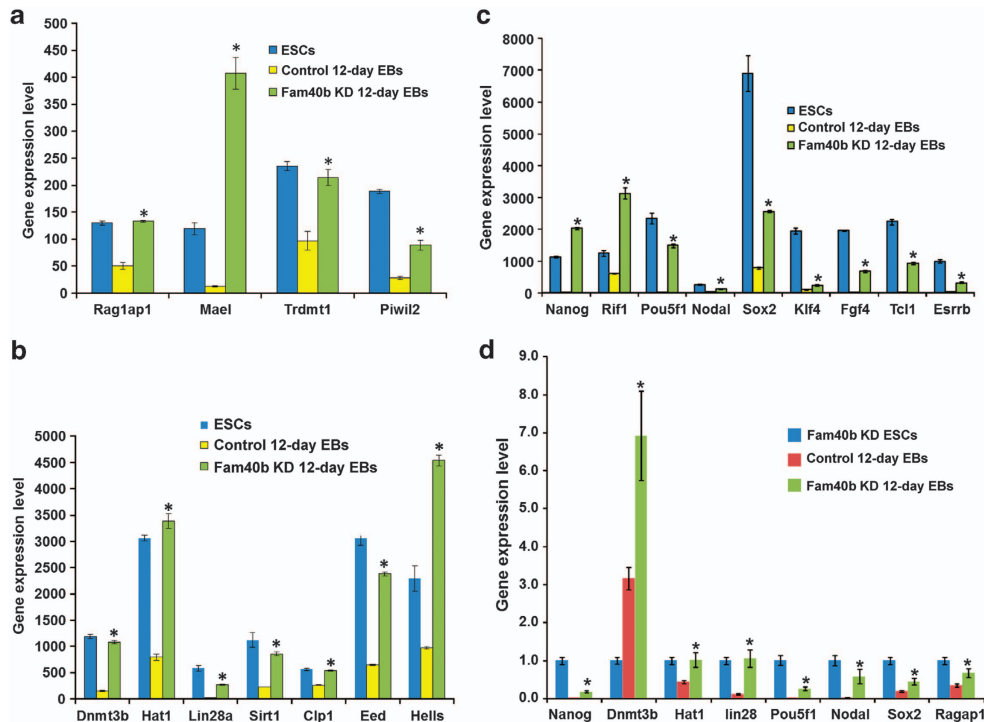 a
Gene expression level
500
450
400
350
300
250
200
150
100
50
0
ESCs
Control 12-day EBs
Fam40b KD 12-day EBs
*
*
*
*
Rag1ap1 Mael Trdmt1 Piwil2
b
Gene expression level
5000
4500
4000
3500
3000
2500
2000
1500
1000
500
0
ESCs
Control 12-day EBs
Fam40b KD 12-day EBs
*
*
*
*
*
*
*
Dnmt3b Hat1 Lin28a Sirt1 Clp1 Eed Hells
c
Gene expression level
8000
7000
6000
5000
4000
3000
2000
1000
0
ESCs
Control 12-day EBs
Fam40b KD 12-day EBs
*
*
*
*
*
*
*
*
*
Nanog Rif1 Pou5f1 Nodal Sox2 Klf4 Fgf4 Tcl1 Esrrb
d
Gene expression level
9.0
8.0
7.0
6.0
5.0
4.0
3.0
2.0
1.0
0.0
Fam40b KD ESCs
Control 12-day EBs
Fam40b KD 12-day EBs
*
*
*
*
*
*
*
*
Nanog Dnmt3b Hat1 lin28 Pou5f1 Nodal Sox2 Ragap1